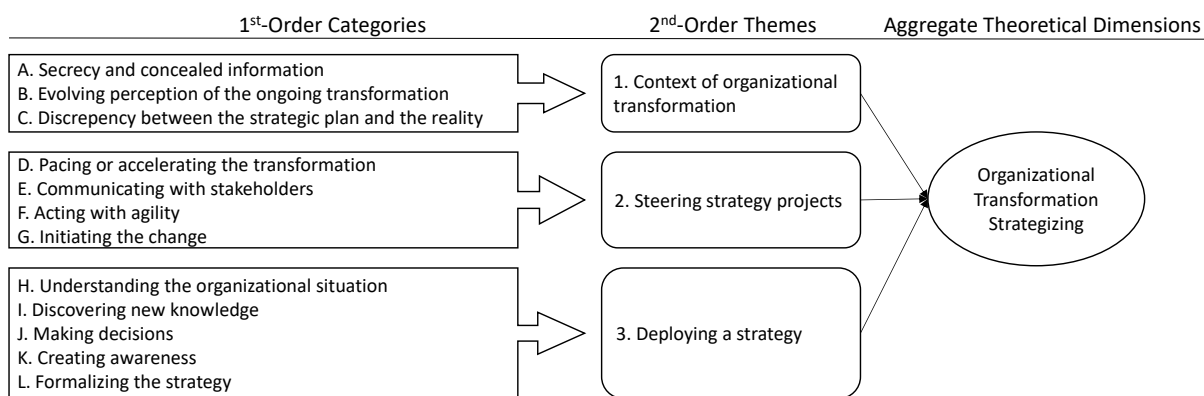 1st-Order Categories
2nd-Order Themes
Aggregate Theoretical Dimensions
A. Secrecy and concealed information
B. Evolving perception of the ongoing transformation
C. Discrepency between the strategic plan and the reality
1. Context of organizational
transformation
D. Pacing or accelerating the transformation
E. Communicating with stakeholders
F. Acting with agility
G. Initiating the change
2. Steering strategy projects
Organizational
Transformation
Strategizing
H. Understanding the organizational situation
I. Discovering new knowledge
J. Making decisions
K. Creating awareness
L. Formalizing the strategy
3. Deploying a strategy